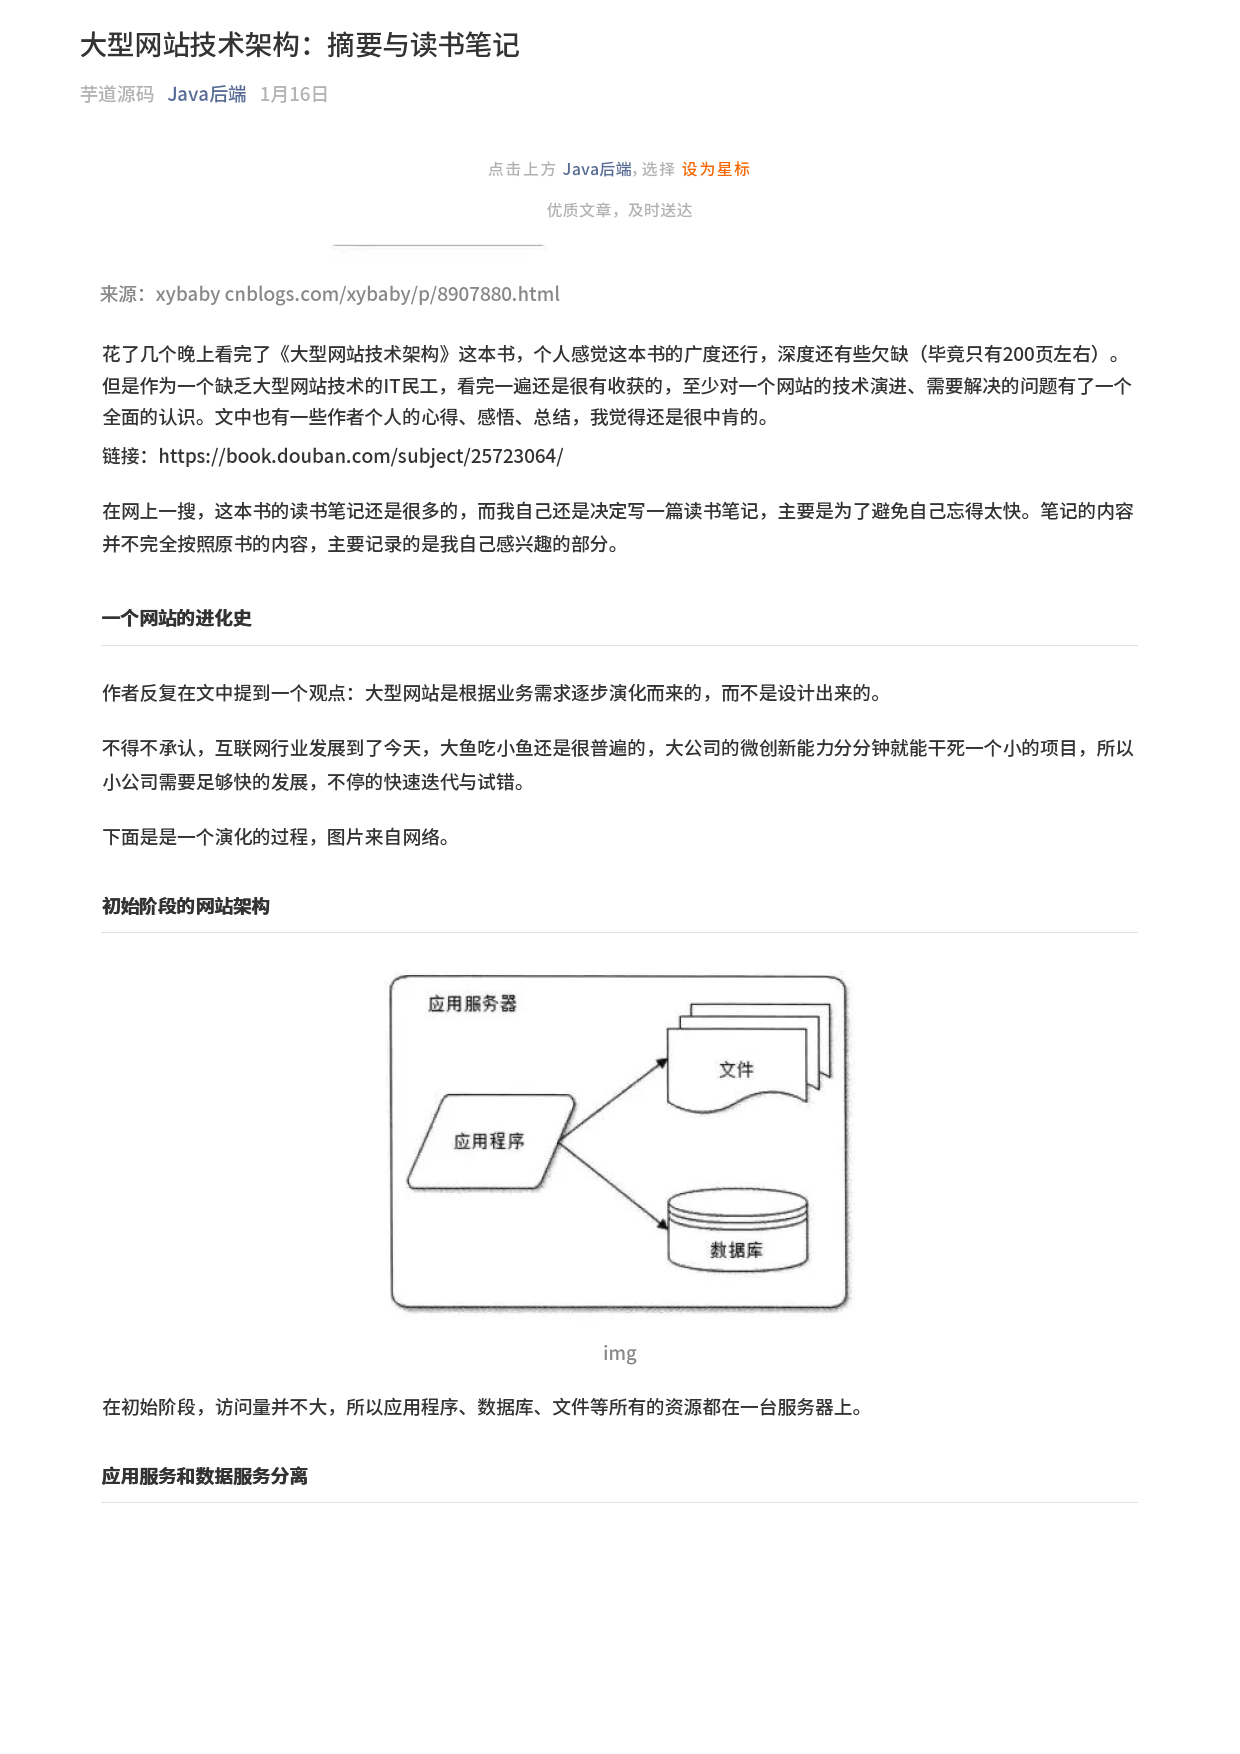 大型网站技术架构：摘要与读书笔记
芋道源码 Java后端 1月16日
点击上方 Java后端, 选择 设为星标
优质文章，及时送达
来源：xybaby cnblogs.com/xybaby/p/8907880.html
花了几个晚上看完了《大型网站技术架构》这本书，个人感觉这本书的广度还行，深度还有些欠缺（毕竟只有200页左右）。
但是作为一个缺乏大型网站技术的IT民工，看完一遍还是很有收获的，至少对一个网站的技术演进、需要解决的问题有了一个
全面的认识。文中也有一些作者个人的心得、感悟、总结，我觉得还是很中肯的。
链接：https://book.douban.com/subject/25723064/
在网上一搜，这本书的读书笔记还是很多的，而我自己还是决定写一篇读书笔记，主要是为了避免自己忘得太快。笔记的内容
并不完全按照原书的内容，主要记录的是我自己感兴趣的部分。
一个网站的进化史
作者反复在文中提到一个观点：大型网站是根据业务需求逐步演化而来的，而不是设计出来的。
不得不承认，互联网行业发展到了今天，大鱼吃小鱼还是很普遍的，大公司的微创新能力分分钟就能干死一个小的项目，所以
小公司需要足够快的发展，不停的快速迭代与试错。
下面是是一个演化的过程，图片来自网络。
初始阶段的网站架构
应用服务器
文件
应用程序
数据库
img
在初始阶段，访问量并不大，所以应用程序、数据库、文件等所有的资源都在一台服务器上。
应用服务和数据服务分离